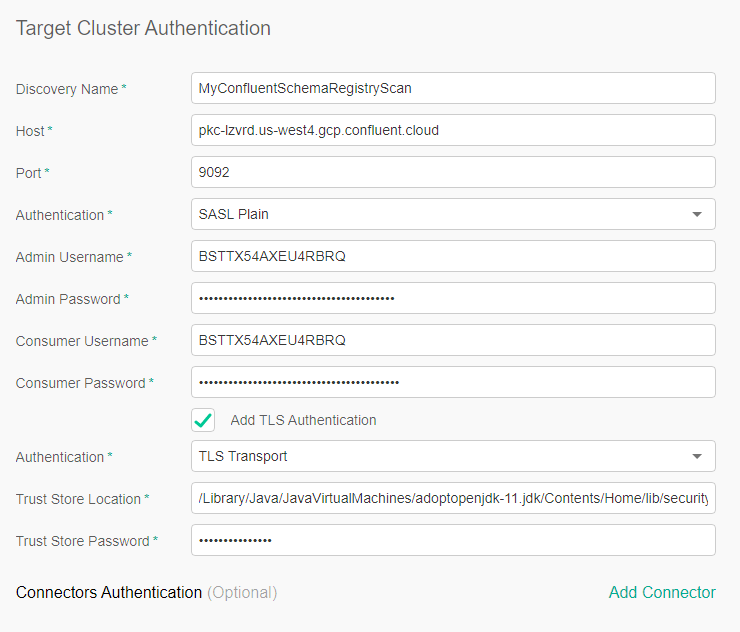 Target Cluster Authentication
Discovery Name * MyConfluentSchemaRegistryScan
Host * pkc-lzvrd.us-west4.gcp.confluent.cloud
Port * 9092
Authentication * SASL Plain
Admin Username * BSTTX54AXEU4RBRQ
Admin Password * ••••••••••••••••••••••••••••••••••••••••
Consumer Username * BSTTX54AXEU4RBRQ
Consumer Password * •••••••••••••••••••••••••••••••••••••••••
Add TLS Authentication
Authentication * TLS Transport
Trust Store Location * /Library/Java/JavaVirtualMachines/adoptopenjdk-11.jdk/Contents/Home/lib/security
Trust Store Password * •••••••••••••••
Connectors Authentication (Optional) Add Connector